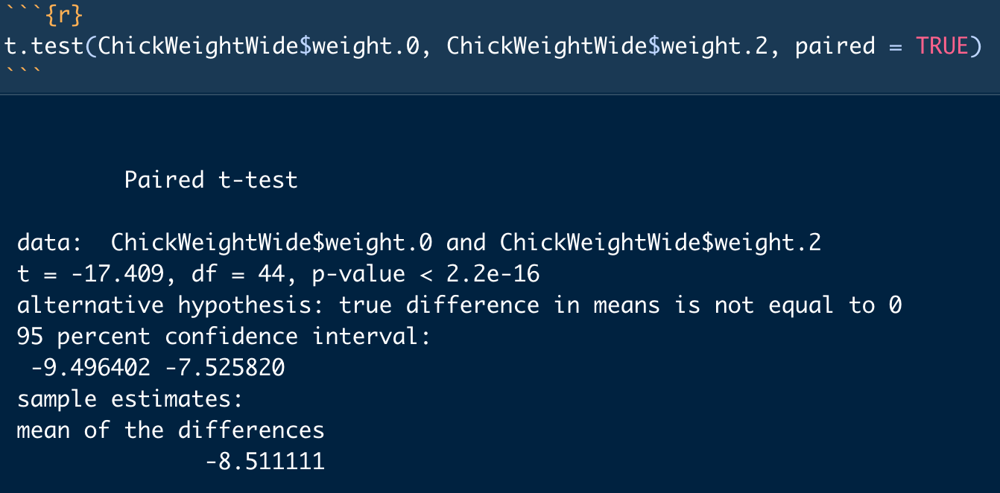 ```{r}
t.test(ChickWeightWide$weight.0, ChickWeightWide$weight.2, paired = TRUE)
```
Paired t-test
data:  ChickWeightWide$weight.0 and ChickWeightWide$weight.2
t = -17.409, df = 44, p-value < 2.2e-16
alternative hypothesis: true difference in means is not equal to 0
95 percent confidence interval:
 -9.496402 -7.525820
sample estimates:
mean of the differences
              -8.511111